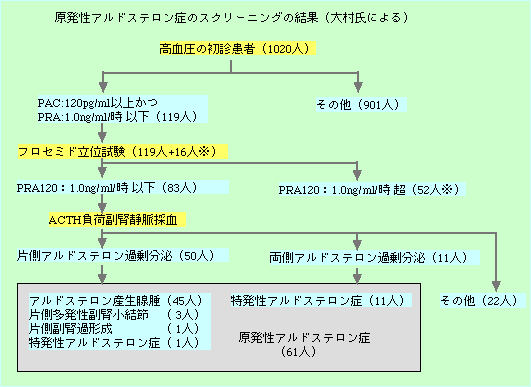 原発性アルドステロン症のスクリーニングの結果（大村氏による）
高血圧の初診患者（1020人）
PAC:120pg/ml以上かつ
PRA:1.0ng/ml/時以下（119人）
その他（901人）
フロセミド立位試験（119人+16人※）
PRA120：1.0ng/ml/時以下（83人）
PRA120：1.0ng/ml/時超（52人※）
ACTH負荷副腎静脈採血
片側アルドステロン過剰分泌（50人）
両側アルドステロン過剰分泌（11人）
アルドステロン産生腺腫（45人）
片側多発性副腎小結節　（ 3人）
片側副腎過形成　　　　（ 1人）
特発性アルドステロン症（ 1人）
特発性アルドステロン症（11人）
その他（22人）
原発性アルドステロン症
（61人）